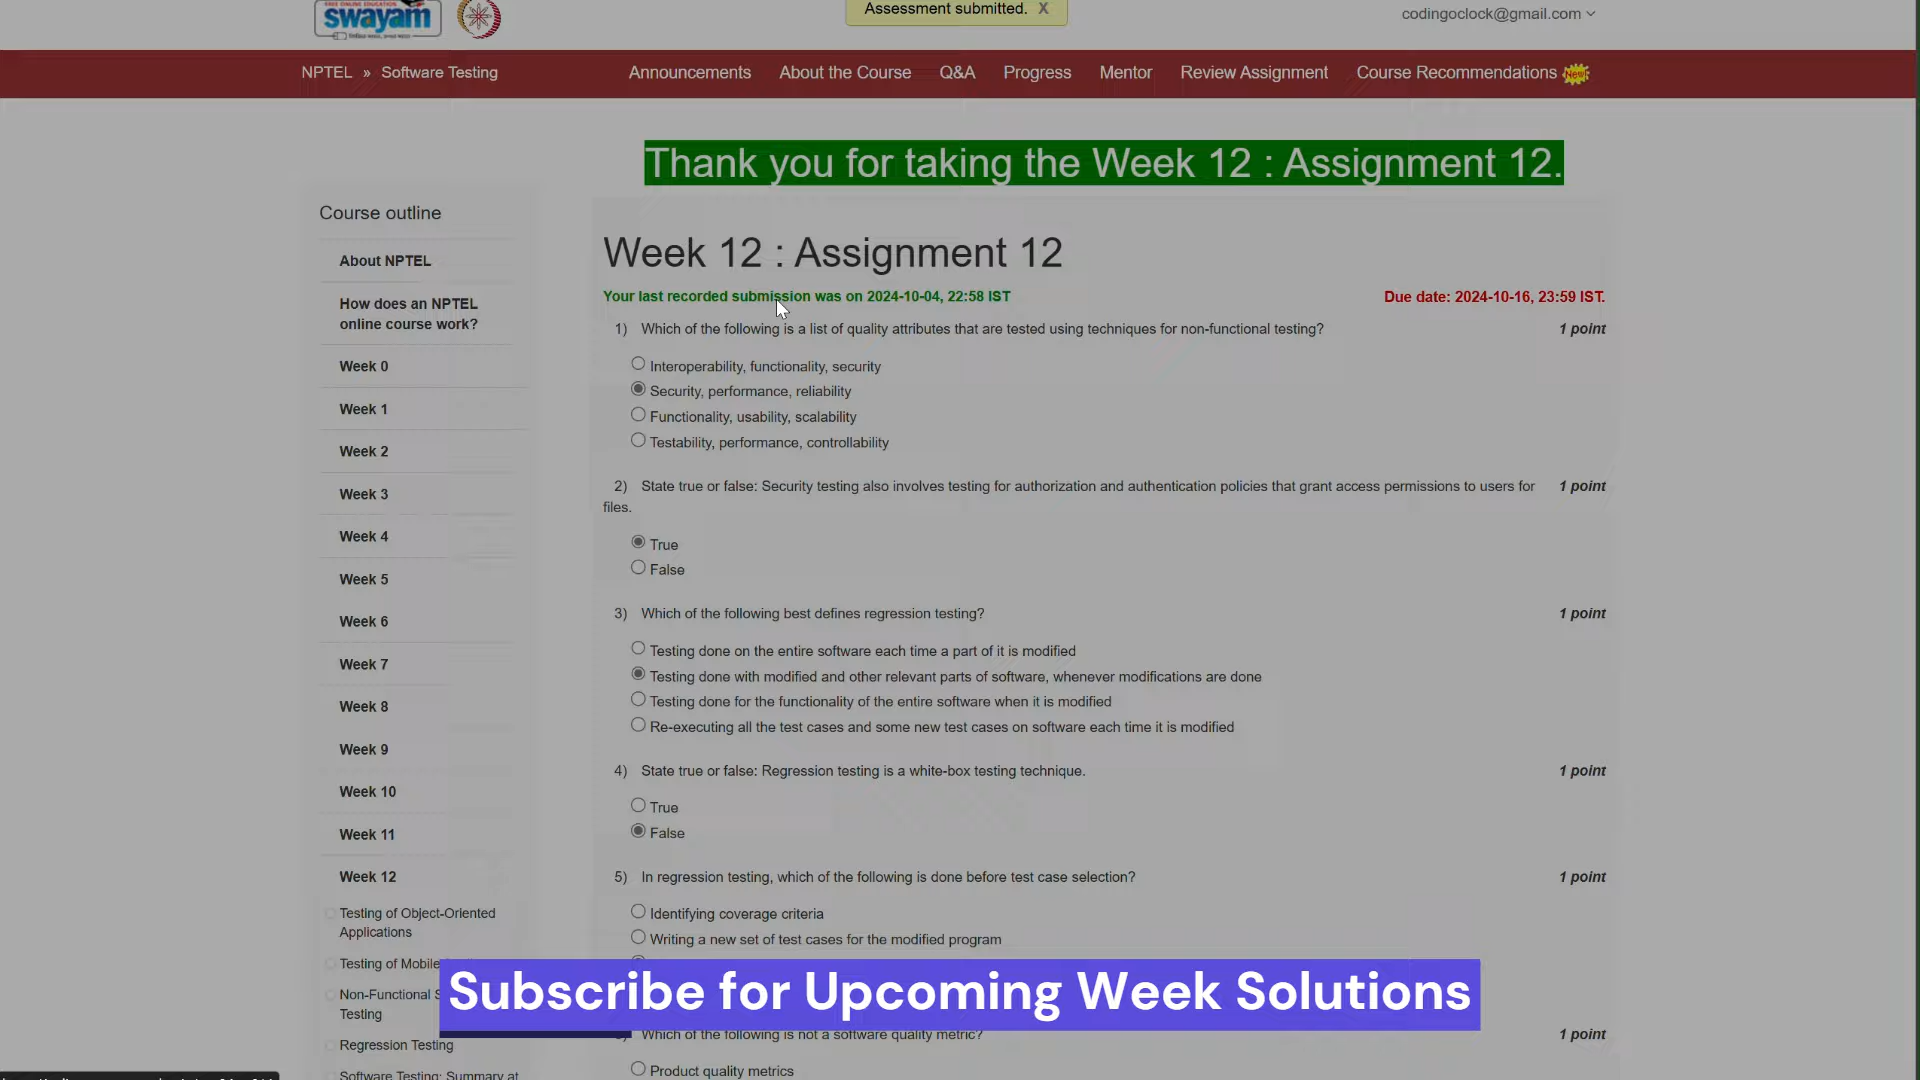 FREE ONLINE EDUCATION
swayam
Assessment submitted. X
codingoclock@gmail.com
NPTEL » Software Testing
Announcements About the Course Q&A Progress Mentor Review Assignment Course Recommendations New
Thank you for taking the Week 12 : Assignment 12.
Course outline
About NPTEL
How does an NPTEL
online course work?
Week 0
Week 1
Week 2
Week 3
Week 4
Week 5
Week 6
Week 7
Week 8
Week 9
Week 10
Week 11
Week 12
Testing of Object-Oriented
Applications
Testing of Mobile
Non-Functional S
Testing
Regression Testing
Software Testing: Summary at
Week 12 : Assignment 12
Your last recorded submission was on 2024-10-04, 22:58 IST Due date: 2024-10-16, 23:59 IST.
1) Which of the following is a list of quality attributes that are tested using techniques for non-functional testing? 1 point
Interoperability, functionality, security
Security, performance, reliability
Functionality, usability, scalability
Testability, performance, controllability
2) State true or false: Security testing also involves testing for authorization and authentication policies that grant access permissions to users for 1 point
files.
True
False
3) Which of the following best defines regression testing? 1 point
Testing done on the entire software each time a part of it is modified
Testing done with modified and other relevant parts of software, whenever modifications are done
Testing done for the functionality of the entire software when it is modified
Re-executing all the test cases and some new test cases on software each time it is modified
4) State true or false: Regression testing is a white-box testing technique. 1 point
True
False
5) In regression testing, which of the following is done before test case selection? 1 point
Identifying coverage criteria
Writing a new set of test cases for the modified program
Subscribe for Upcoming Week Solutions
Which of the following is not a software quality metric? 1 point
Product quality metrics